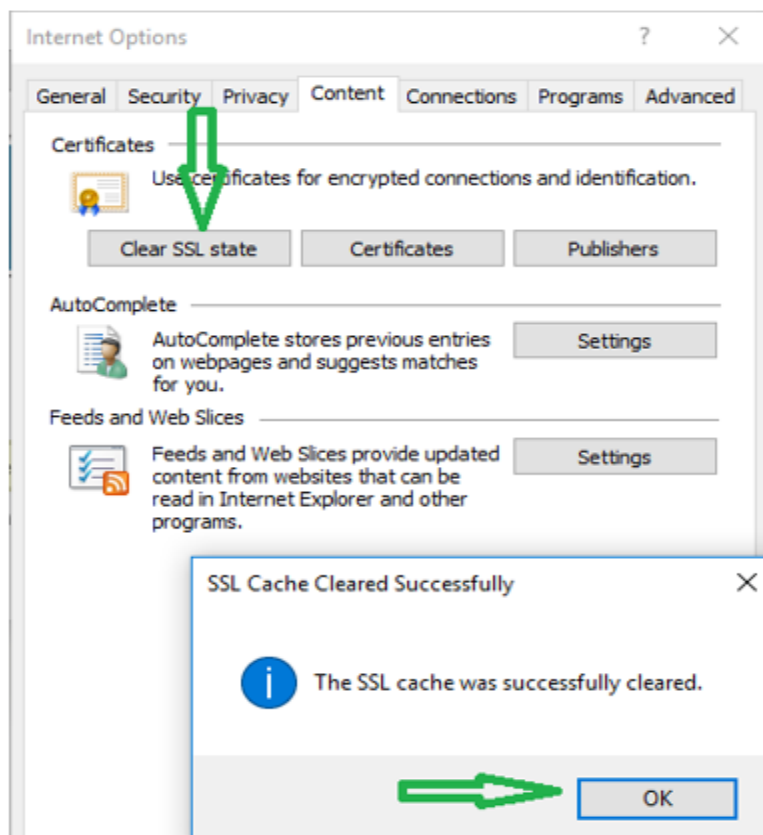 Internet Options ?
General Security Privacy Content Connections Programs Advanced
Certificates
Use certificates for encrypted connections and identification.
Clear SSL state Certificates Publishers
AutoComplete
AutoComplete stores previous entries
on webpages and suggests matches
for you.
Settings
Feeds and Web Slices
Feeds and Web Slices provide updated
content from websites that can be
read in Internet Explorer and other
programs.
Settings
SSL Cache Cleared Successfully
The SSL cache was successfully cleared.
OK